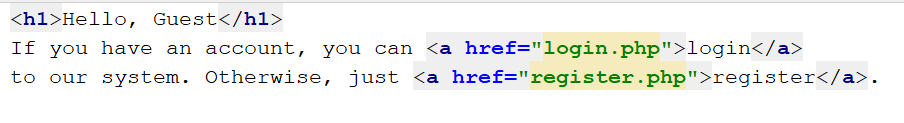 <h1>Hello, Guest</h1>
If you have an account, you can <a href="login.php">login</a>
to our system. Otherwise, just <a href="register.php">register</a>.